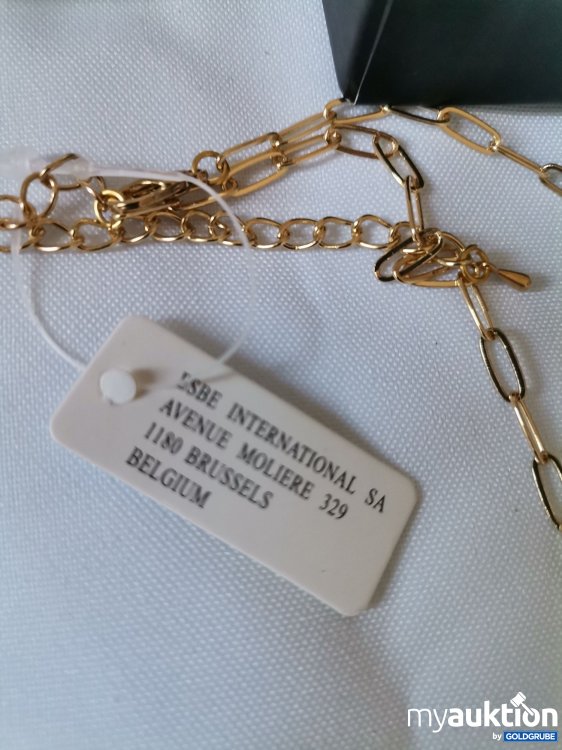 ESBE INTERNATIONAL SA
AVENUE MOLIERE 329
1180 BRUSSELS
BELGIUM
myauktion
by GOLDGRUBE